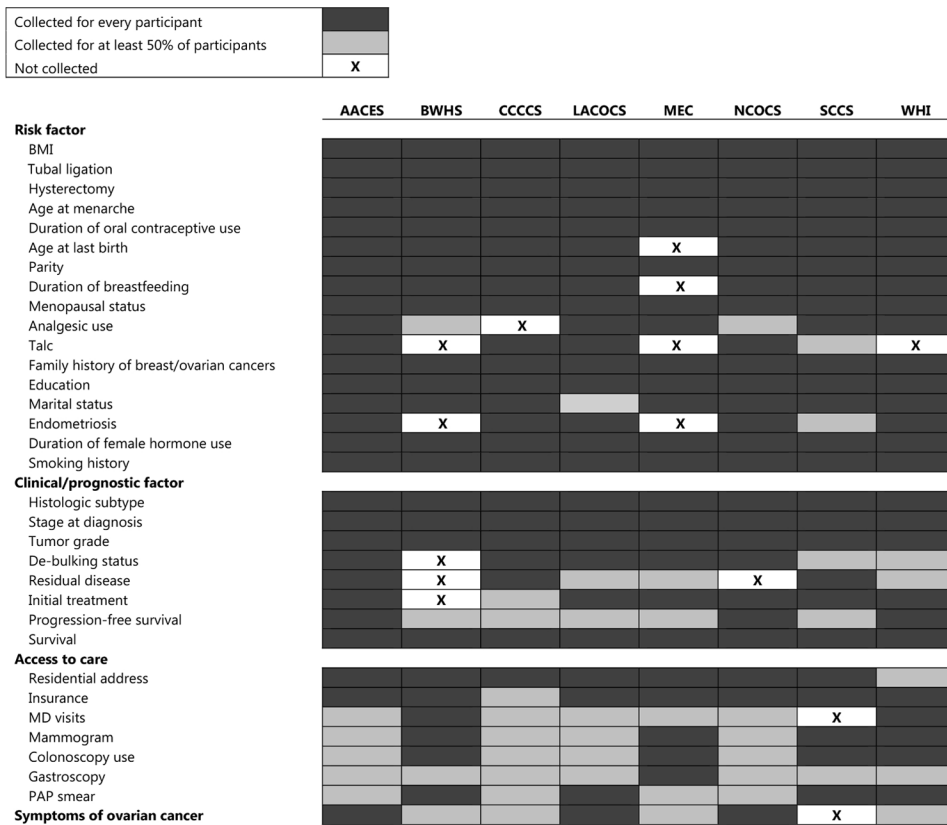 Collected for every participant
Collected for at least 50% of participants
Not collected X
AACES BWHS CCCCS LACOCS MEC NCOCS SCCS WHI
Risk factor
BMI
Tubal ligation
Hysterectomy
Age at menarche
Duration of oral contraceptive use
Age at last birth X
Parity
Duration of breastfeeding X
Menopausal status
Analgesic use X
Talc X X X
Family history of breast/ovarian cancers
Education
Marital status
Endometriosis X X
Duration of female hormone use
Smoking history
Clinical/prognostic factor
Histologic subtype
Stage at diagnosis
Tumor grade
De-bulking status X
Residual disease X X
Initial treatment X
Progression-free survival
Survival
Access to care
Residential address
Insurance
MD visits X
Mammogram
Colonoscopy use
Gastroscopy
PAP smear
Symptoms of ovarian cancer X